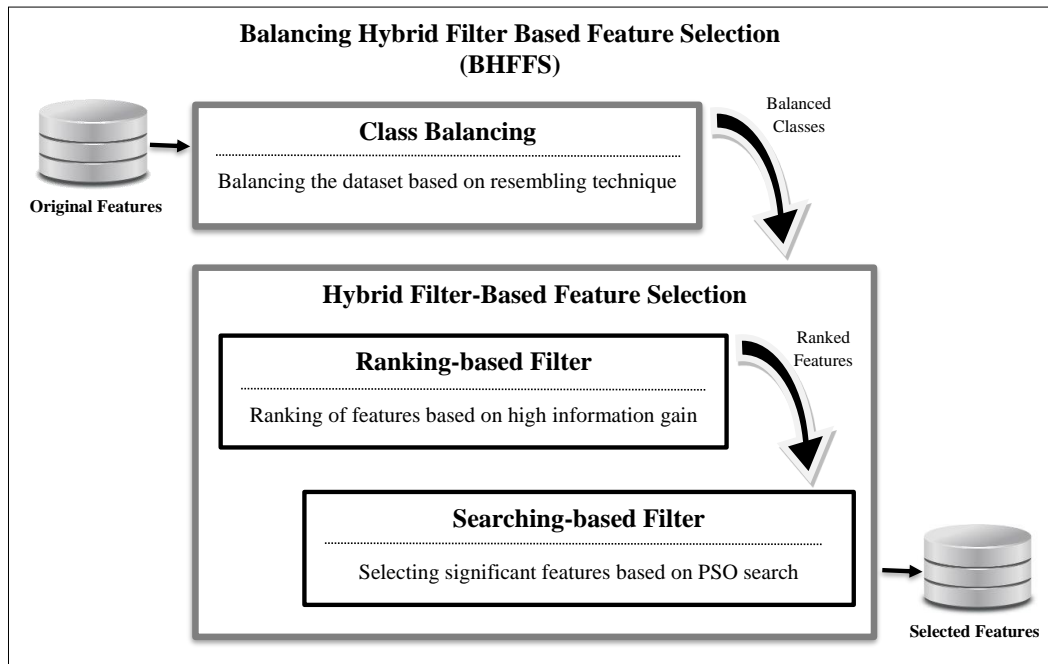 Balancing Hybrid Filter Based Feature Selection
(BHFFS)
Original Features
Class Balancing
Balancing the dataset based on resembling technique
Balanced
Classes
Hybrid Filter-Based Feature Selection
Ranking-based Filter
Ranking of features based on high information gain
Ranked
Features
Searching-based Filter
Selecting significant features based on PSO search
Selected Features